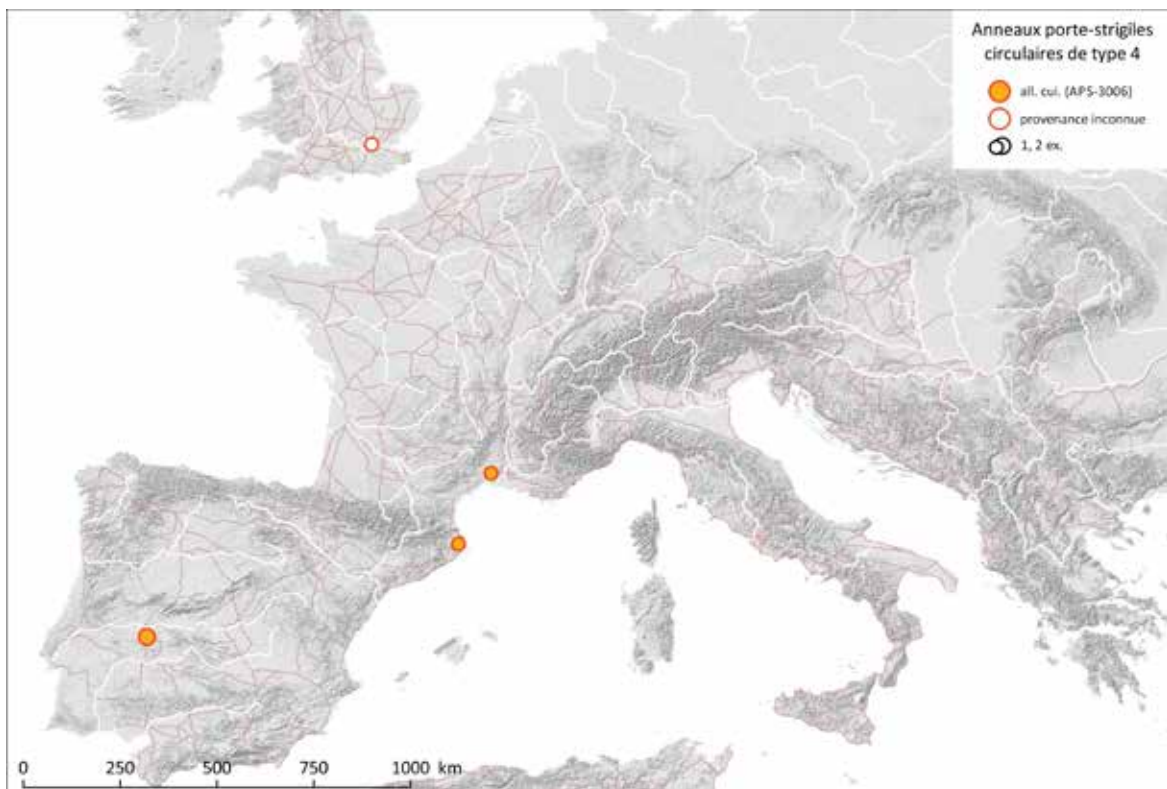 Anneaux porte-strigiles
circulaires de type 4
all. cui. (APS-3006)
provenance inconnue
1, 2 ex.
0 250 500 750 1000 km